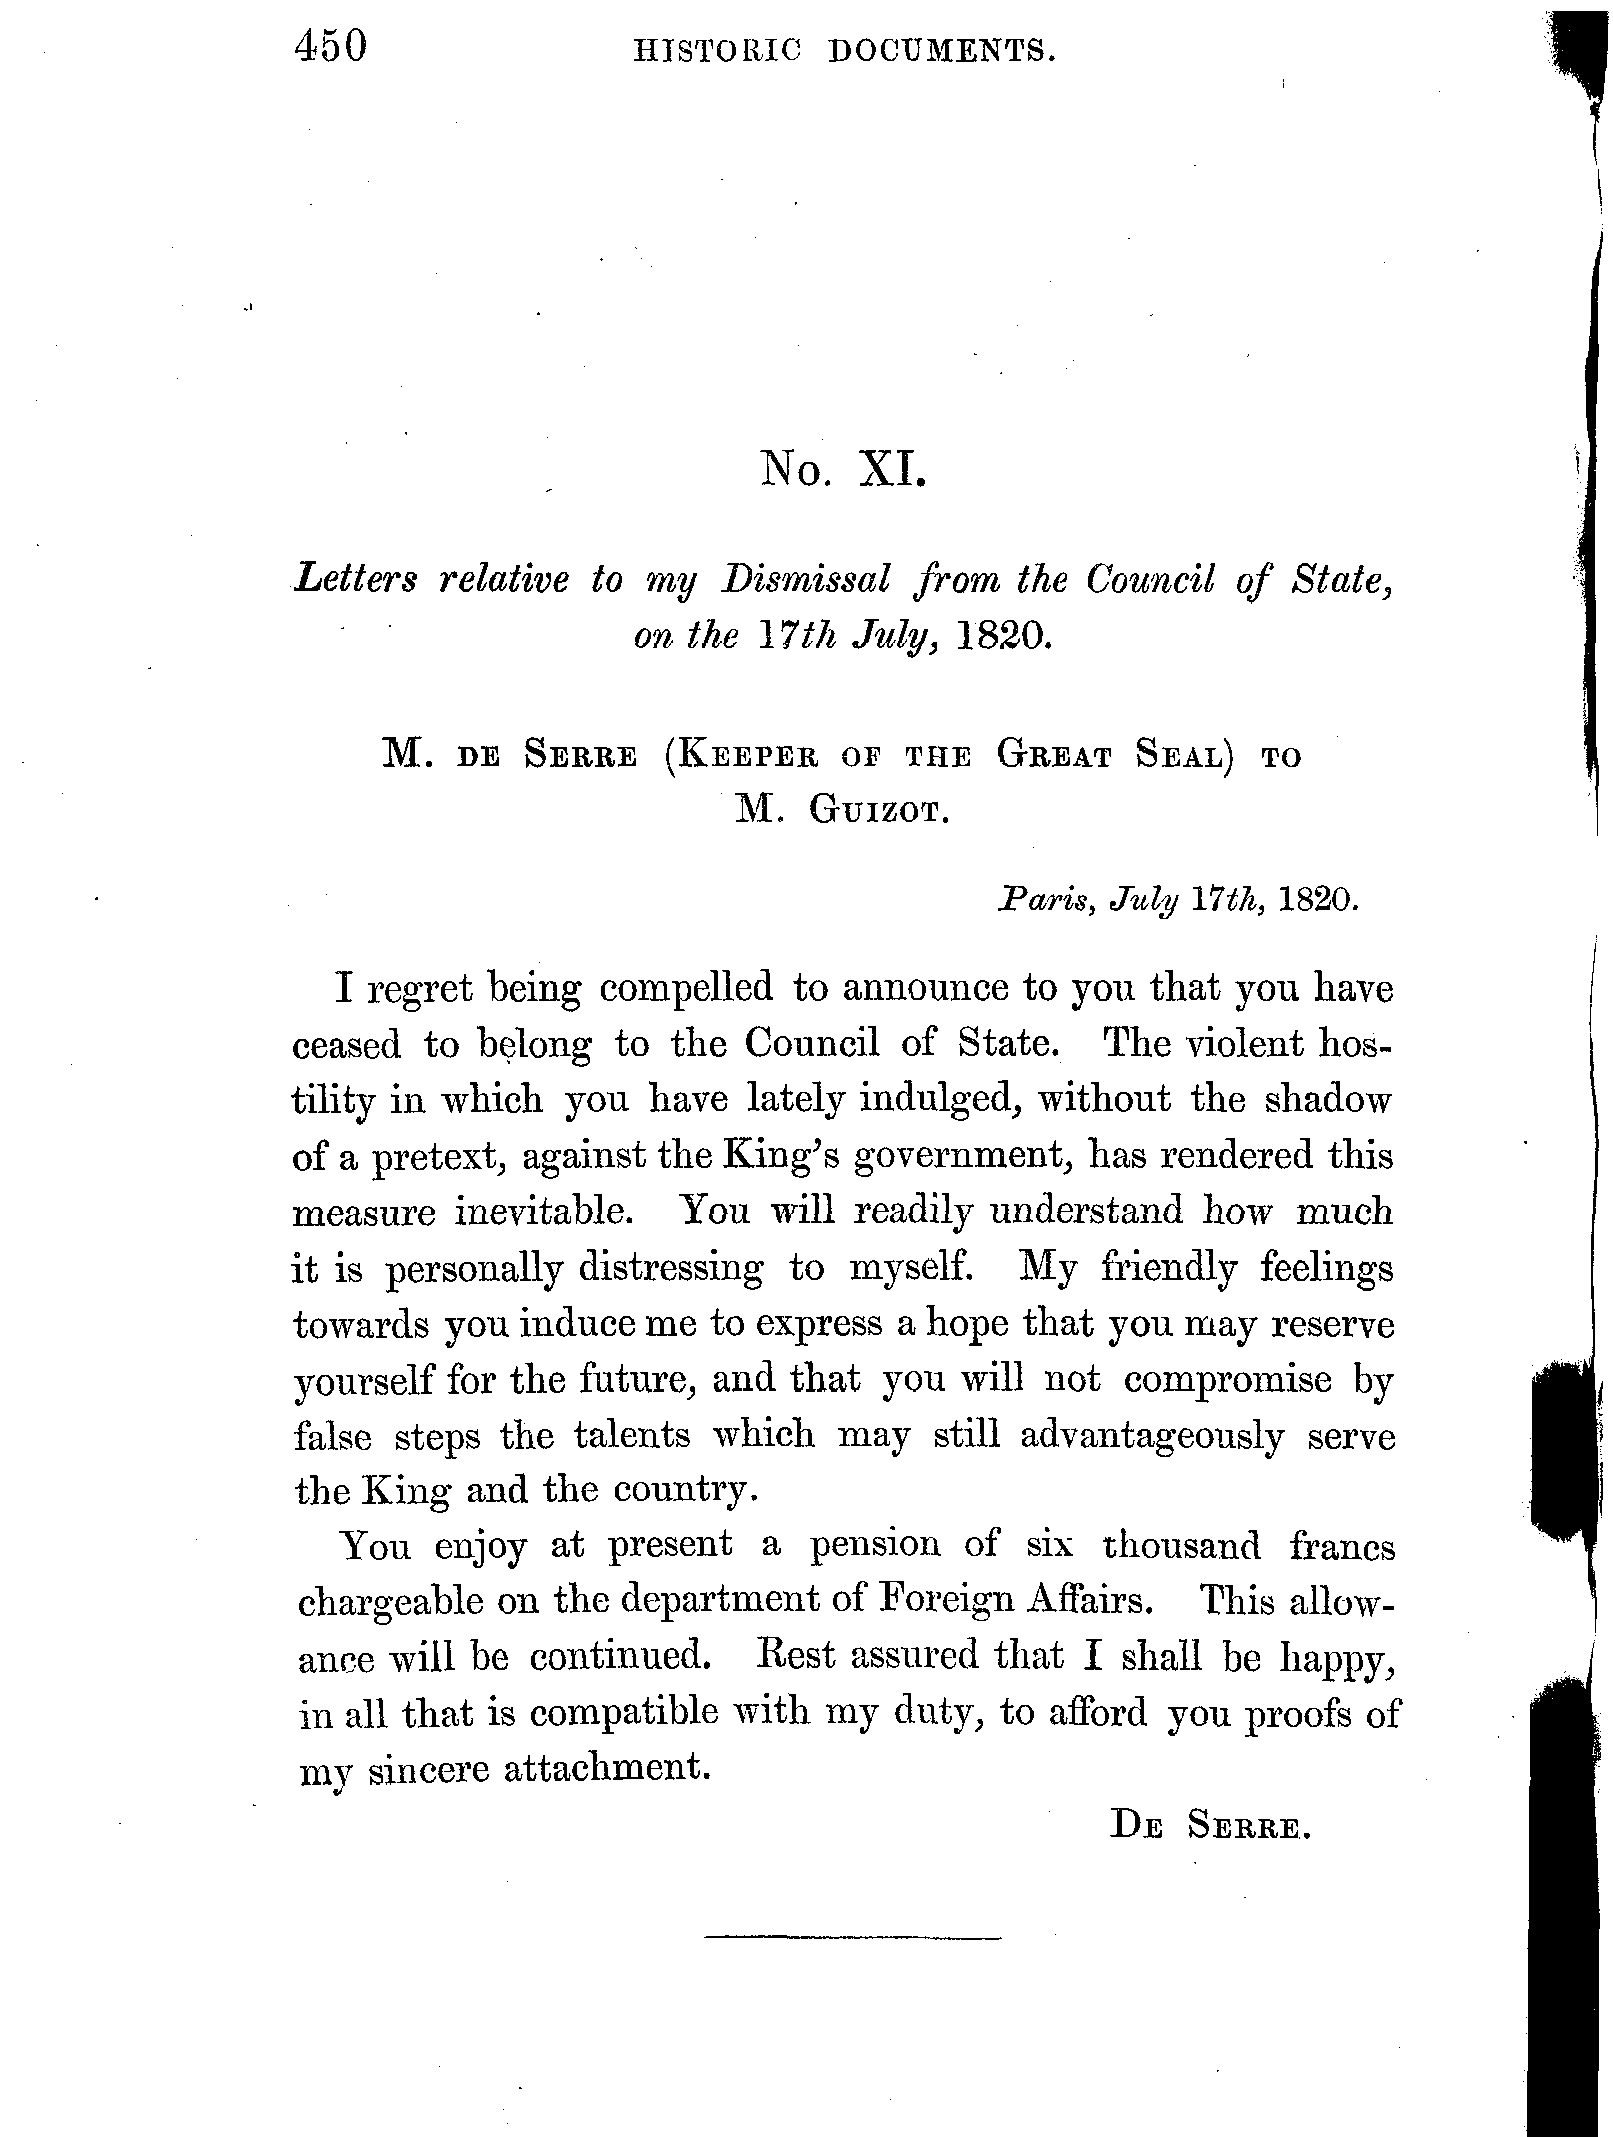 450 HISTORIC DOCUMENTS.
No. XI.
Letters relative to my Dismissal from the Council of State,
on the 17th July, 1820.
M. DE SERRE (KEEPER OF THE GREAT SEAL) TO
M. GUIZOT.
Paris, July 17th, 1820.
I regret being compelled to announce to you that you have
ceased to belong to the Council of State. The violent hos-
tility in which you have lately indulged, without the shadow
of a pretext, against the King's government, has rendered this
measure inevitable. You will readily understand how much
it is personally distressing to myself. My friendly feelings
towards you induce me to express a hope that you may reserve
yourself for the future, and that you will not compromise by
false steps the talents which may still advantageously serve
the King and the country.
You enjoy at present a pension of six thousand francs
chargeable on the department of Foreign Affairs. This allow-
ance will be continued. Rest assured that I shall be happy,
in all that is compatible with my duty, to afford you proofs of
my sincere attachment.
DE SERRE.